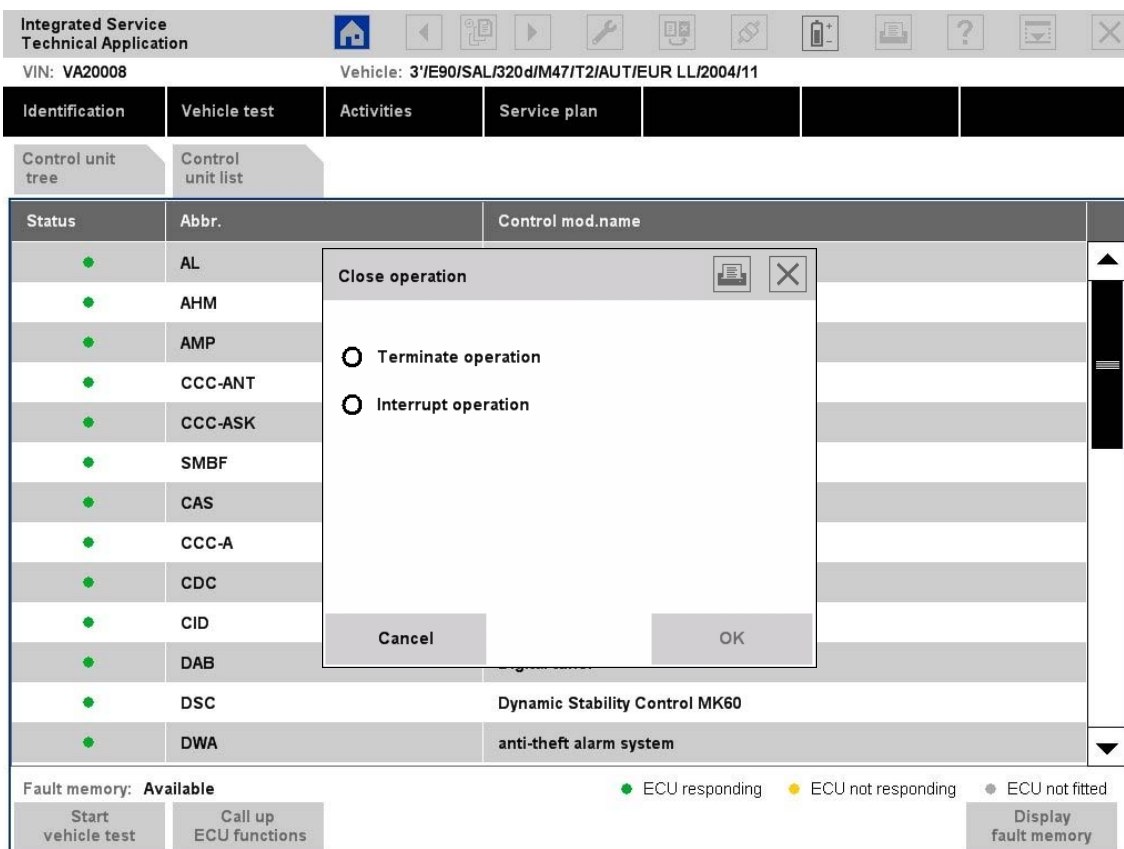 Integrated Service
Technical Application
VIN: VA20008
Vehicle: 3'/E90/SAL/320d/M47/T2/AUT/EUR LL/2004/11
Identification
Vehicle test
Activities
Service plan
Control unit
tree
Control
unit list
Status
Abbr.
Control mod.name
AL
AHM
AMP
CCC-ANT
CCC-ASK
SMBF
CAS
CCC-A
CDC
CID
DAB
DSC
Dynamic Stability Control MK60
DWA
anti-theft alarm system
Close operation
Terminate operation
Interrupt operation
Cancel
OK
Fault memory: Available
ECU responding
ECU not responding
ECU not fitted
Start
vehicle test
Call up
ECU functions
Display
fault memory